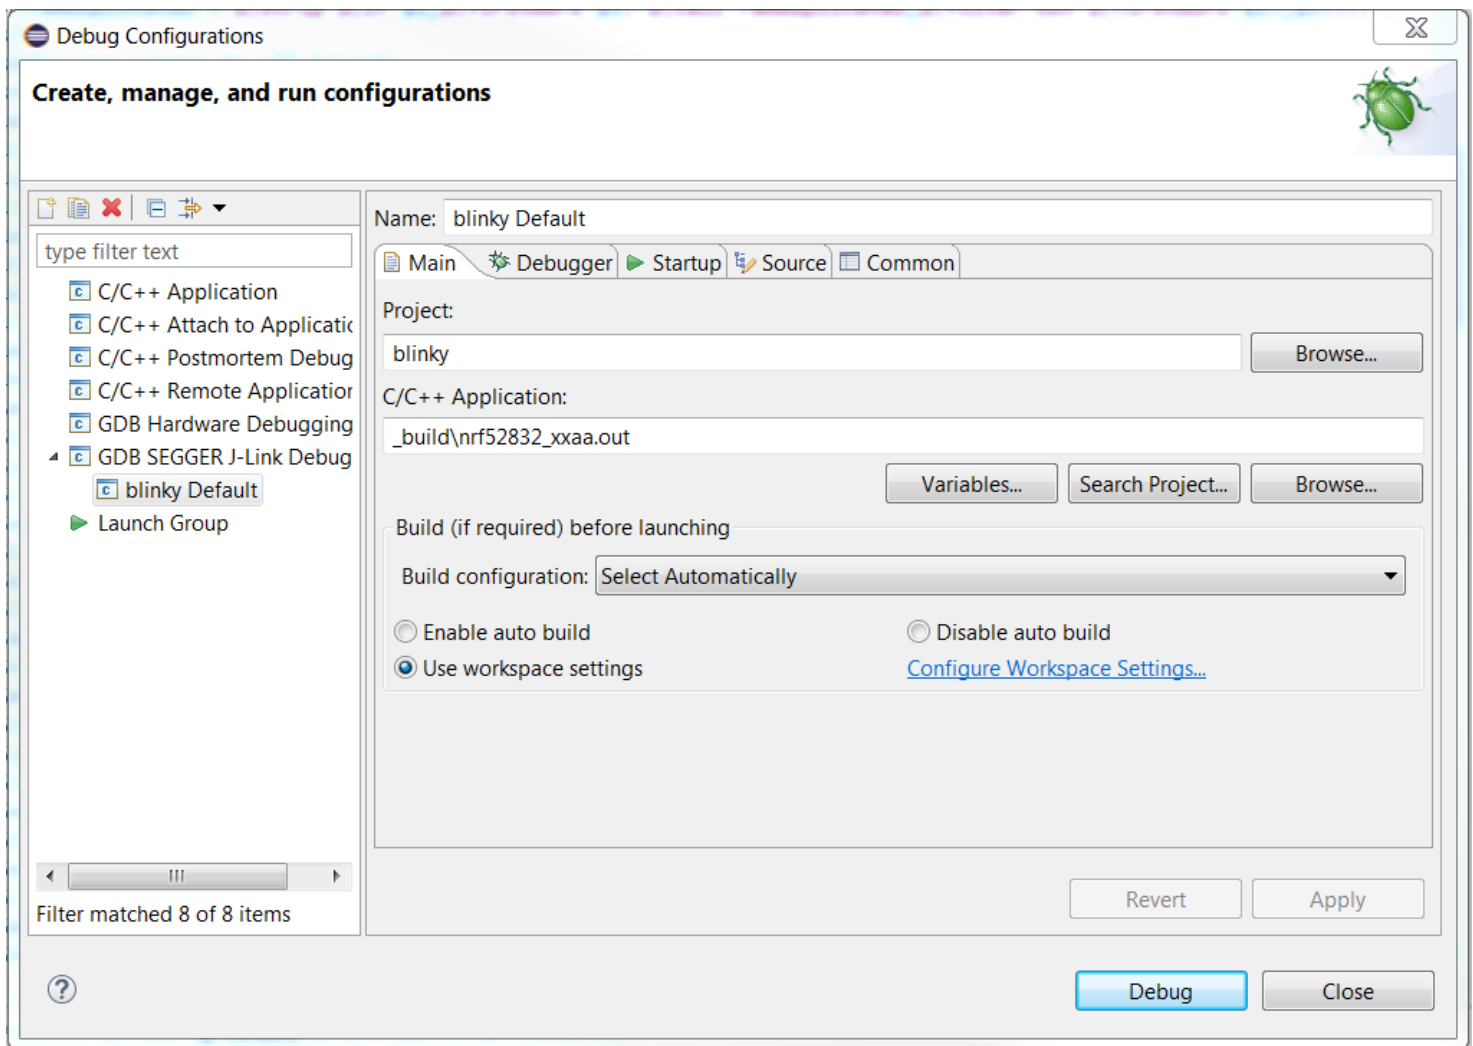 Debug Configurations
Create, manage, and run configurations
type filter text
C/C++ Application
C/C++ Attach to Applicatic
C/C++ Postmortem Debug
C/C++ Remote Application
GDB Hardware Debugging
GDB SEGGER J-Link Debug
blinky Default
Launch Group
Filter matched 8 of 8 items
Name: blinky Default
Main Debugger Startup Source Common
Project:
blinky
Browse...
C/C++ Application:
_build\nrf52832_xxaa.out
Variables... Search Project... Browse...
Build (if required) before launching
Build configuration: Select Automatically
Enable auto build Disable auto build
Use workspace settings Configure Workspace Settings...
Revert Apply
Debug Close